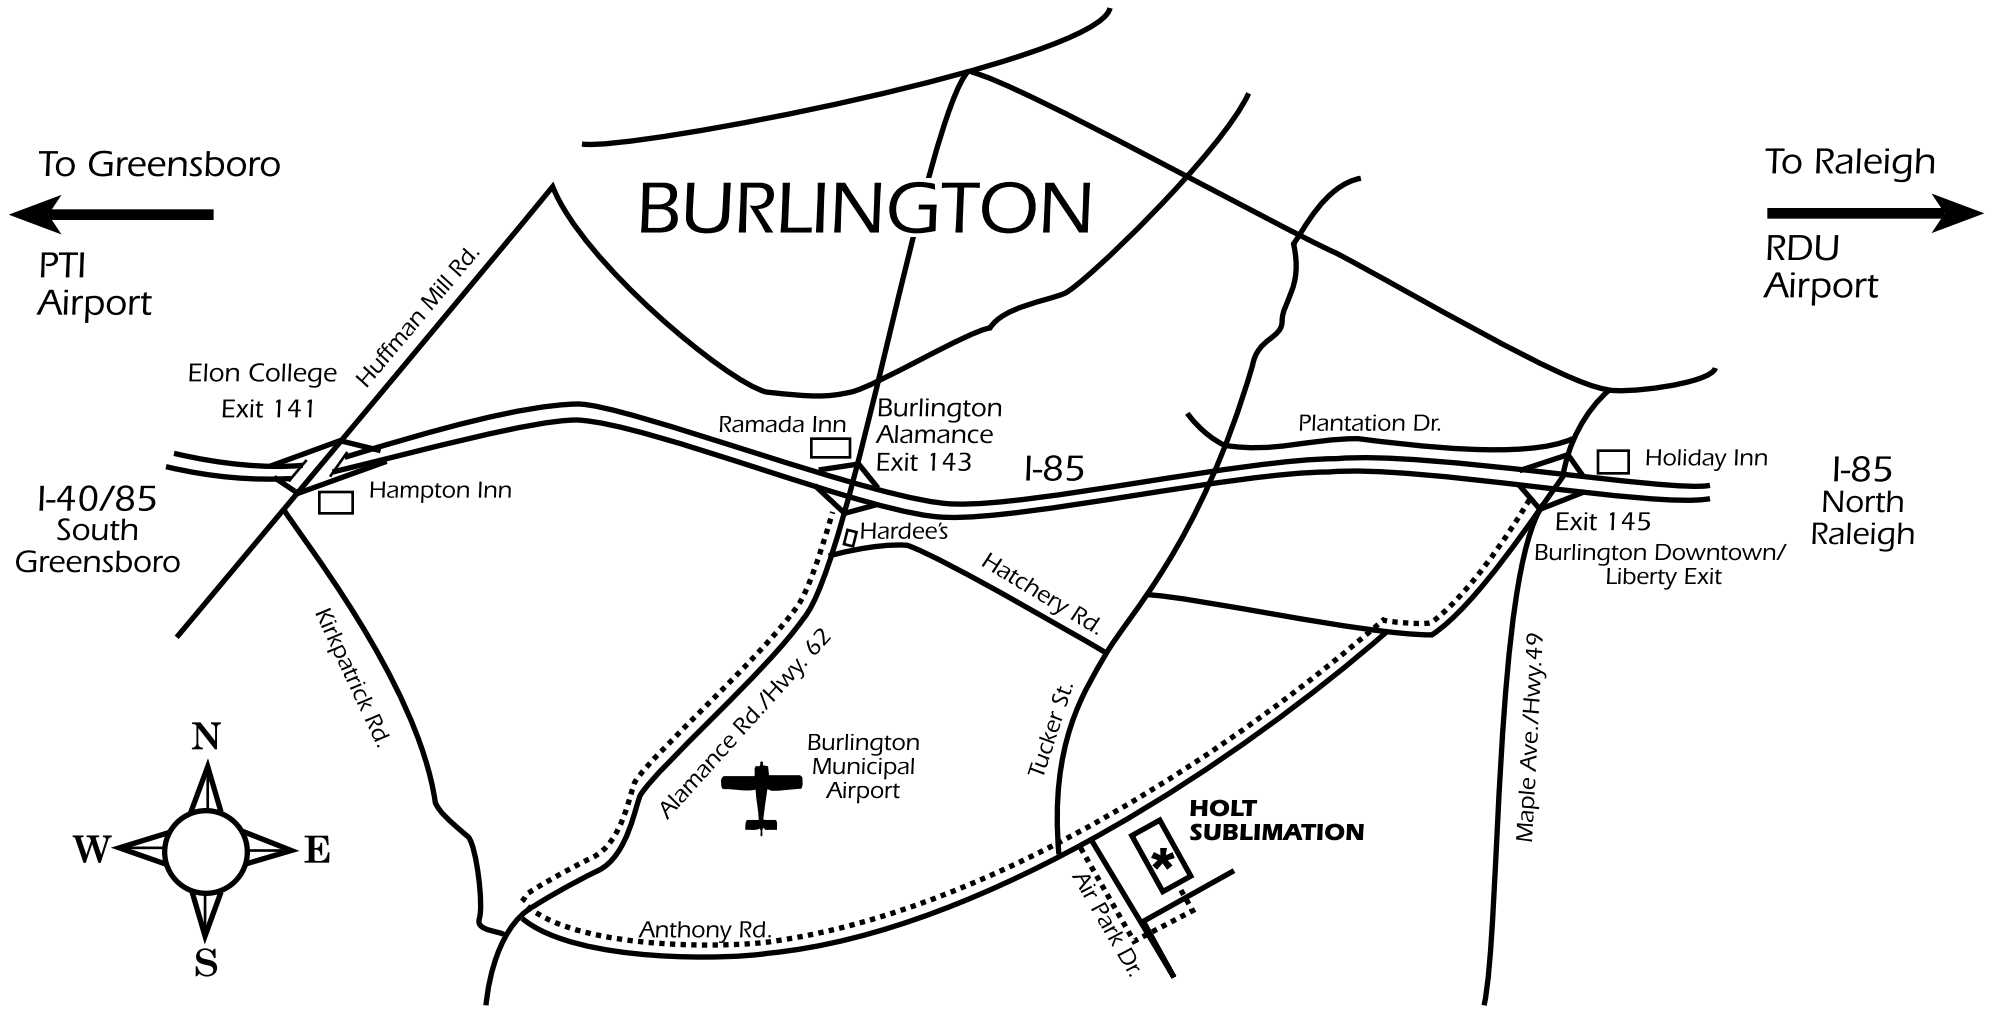 To Greensboro
PTI
Airport
BURLINGTON
To Raleigh
RDU
Airport
Huffman Mill Rd.
Elon College
Exit 141
Ramada Inn
Burlington
Alamance
Exit 143
I-85
Plantation Dr.
Holiday Inn
I-85
North
Raleigh
I-40/85
South
Greensboro
Hampton Inn
Hardee's
Hatchery Rd.
Exit 145
Burlington Downtown/
Liberty Exit
Kirkpatrick Rd.
Alamance Rd./Hwy. 62
Tucker St.
Maple Ave./Hwy.49
Burlington
Municipal
Airport
HOLT
SUBLIMATION
*
Air Park Dr.
Anthony Rd.
N
W
E
S